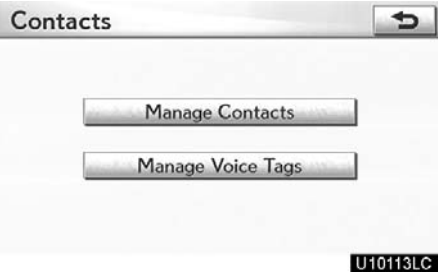 Contacts
Manage Contacts
Manage Voice Tags
U10113LC